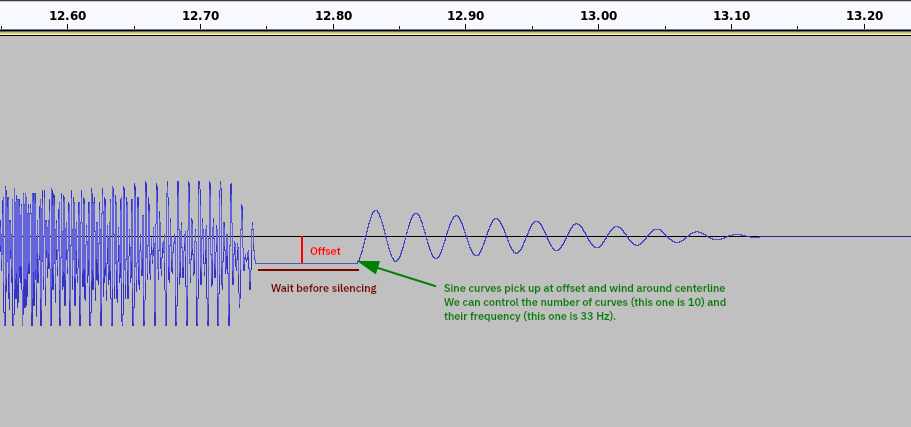 12.60 12.70 12.80 12.90 13.00 13.10 13.20
Offset
Wait before silencing
Sine curves pick up at offset and wind around centerline
We can control the number of curves (this one is 10) and
their frequency (this one is 33 Hz).